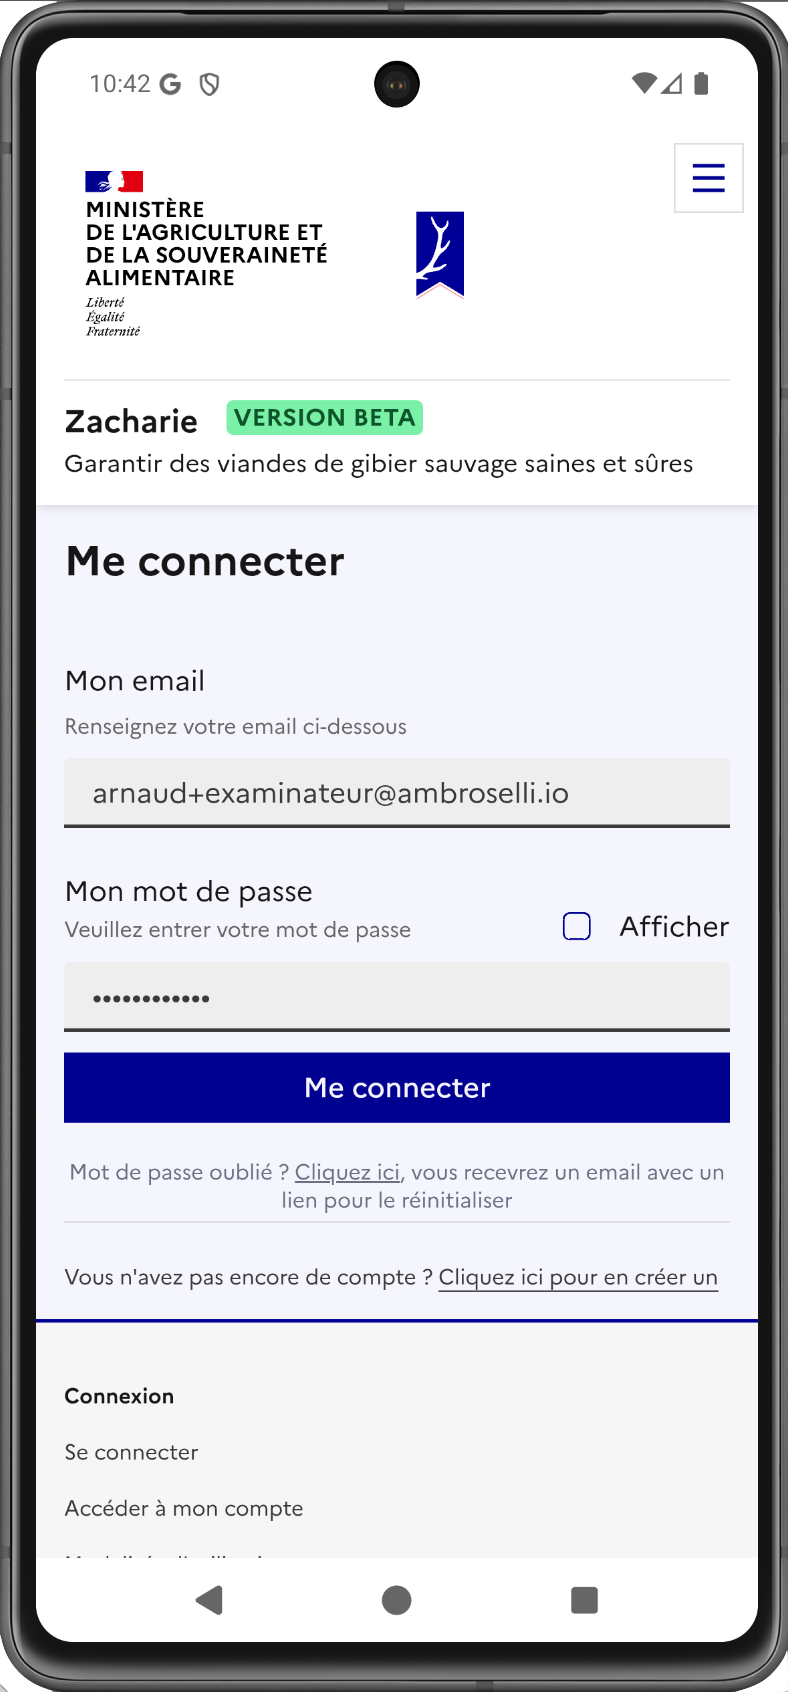 10:42
MINISTÈRE
DE L'AGRICULTURE ET
DE LA SOUVERAINETÉ
ALIMENTAIRE
Liberté
Égalité
Fraternité
Zacharie VERSION BETA
Garantir des viandes de gibier sauvage saines et sûres
Me connecter
Mon email
Renseignez votre email ci-dessous
arnaud+examinateur@ambroselli.io
Mon mot de passe
Veuillez entrer votre mot de passe
Afficher
••••••••••••
Me connecter
Mot de passe oublié ? Cliquez ici, vous recevrez un email avec un
lien pour le réinitialiser
Vous n'avez pas encore de compte ? Cliquez ici pour en créer un
Connexion
Se connecter
Accéder à mon compte